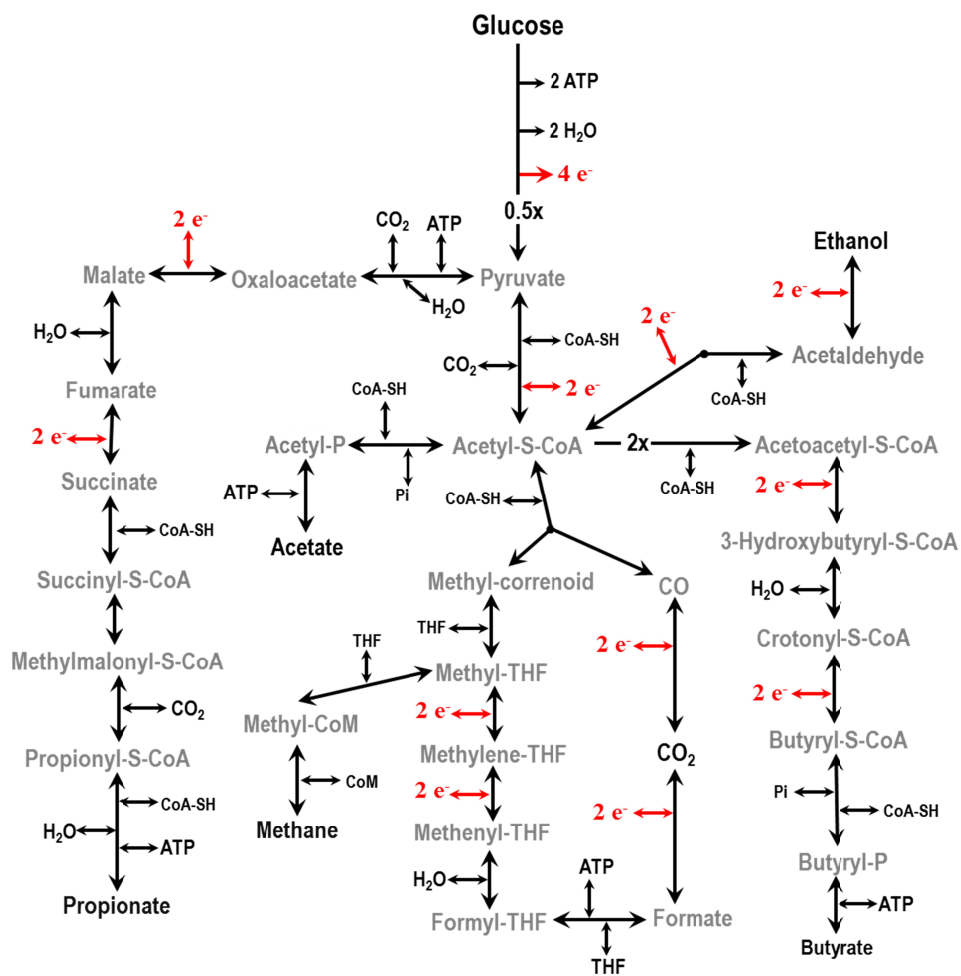 Glucose
2 ATP
2 H₂O
4 e⁻
0.5x
2 e⁻
CO₂
ATP
Ethanol
Malate
Oxaloacetate
Pyruvate
H₂O
2 e⁻
2 e⁻
H₂O
CoA-SH
CO₂
Acetaldehyde
Fumarate
2 e⁻
CoA-SH
CoA-SH
2 e⁻
Acetyl-P
Acetyl-S-CoA
2x
Acetoacetyl-S-CoA
Succinate
ATP
Pi
CoA-SH
CoA-SH
2 e⁻
CoA-SH
Acetate
3-Hydroxybutyryl-S-CoA
Succinyl-S-CoA
Methyl-correnoid
CO
H₂O
THF
THF
2 e⁻
Crotonyl-S-CoA
Methylmalonyl-S-CoA
Methyl-THF
2 e⁻
CO₂
Methyl-CoM
2 e⁻
Butyryl-S-CoA
Propionyl-S-CoA
Methylene-THF
CO₂
CoM
2 e⁻
Pi
CoA-SH
CoA-SH
H₂O
Methane
Methenyl-THF
2 e⁻
ATP
H₂O
ATP
Butyryl-P
Propionate
Formyl-THF
Formate
ATP
THF
Butyrate